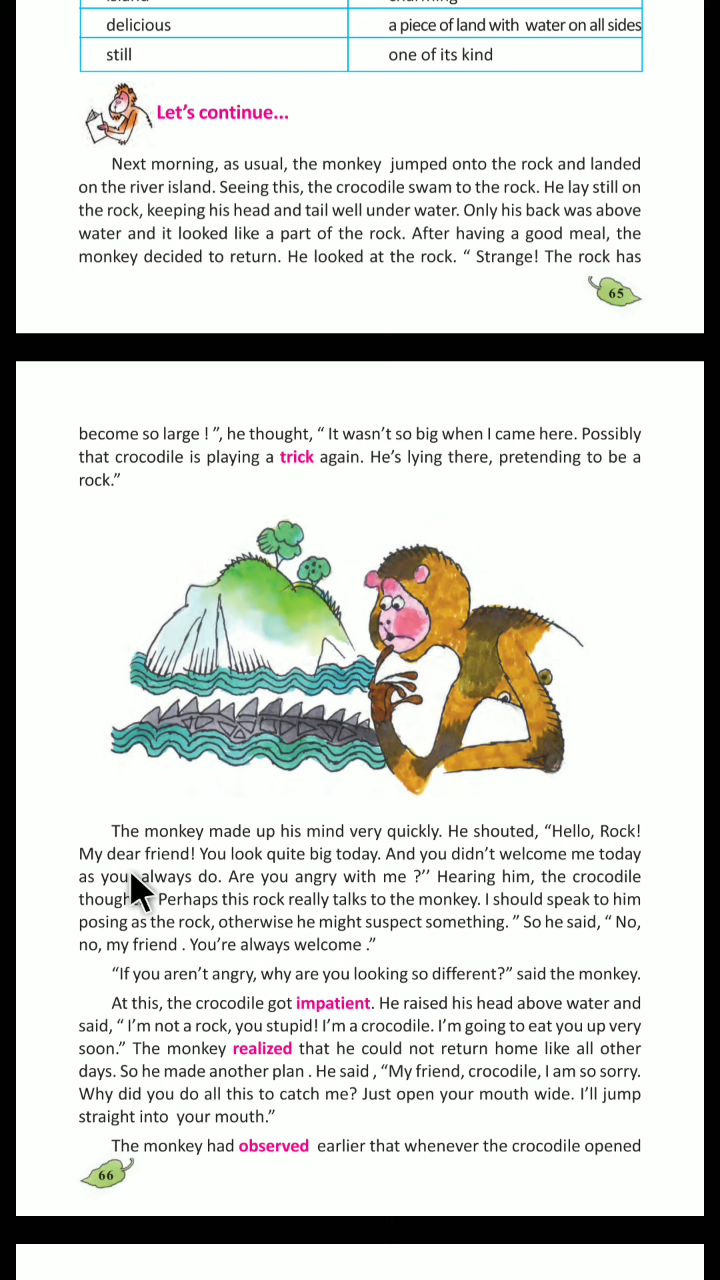 delicious a piece of land with water on all sides
still one of its kind
Let's continue...
Next morning, as usual, the monkey jumped onto the rock and landed
on the river island. Seeing this, the crocodile swam to the rock. He lay still on
the rock, keeping his head and tail well under water. Only his back was above
water and it looked like a part of the rock. After having a good meal, the
monkey decided to return. He looked at the rock. “ Strange! The rock has
65
become so large ! ”, he thought, “ It wasn't so big when I came here. Possibly
that crocodile is playing a trick again. He's lying there, pretending to be a
rock.”
The monkey made up his mind very quickly. He shouted, “Hello, Rock!
My dear friend! You look quite big today. And you didn't welcome me today
as you always do. Are you angry with me ?'' Hearing him, the crocodile
though Perhaps this rock really talks to the monkey. I should speak to him
posing as the rock, otherwise he might suspect something. ” So he said, “ No,
no, my friend . You're always welcome .”
“If you aren't angry, why are you looking so different?” said the monkey.
At this, the crocodile got impatient. He raised his head above water and
said, “ I'm not a rock, you stupid! I'm a crocodile. I'm going to eat you up very
soon.” The monkey realized that he could not return home like all other
days. So he made another plan . He said , “My friend, crocodile, I am so sorry.
Why did you do all this to catch me? Just open your mouth wide. I'll jump
straight into your mouth.”
The monkey had observed earlier that whenever the crocodile opened
66